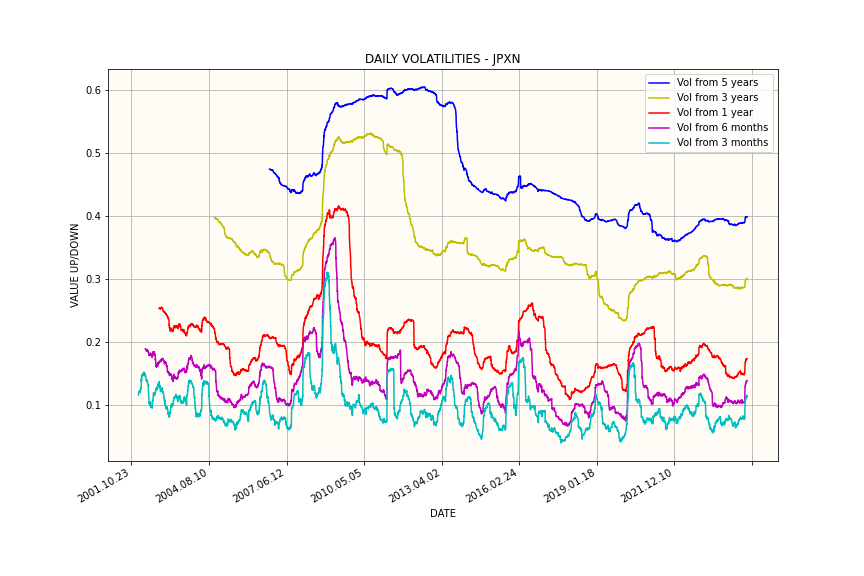 DAILY VOLATILITIES - JPXN
Vol from 5 years
Vol from 3 years
Vol from 1 year
Vol from 6 months
Vol from 3 months
VALUE UP/DOWN
0.6
0.5
0.4
0.3
0.2
0.1
2001.10.23
2004.08.10
2007.06.12
2010.05.05
2013.04.02
2016.02.24
2019.01.18
2021.12.10
DATE